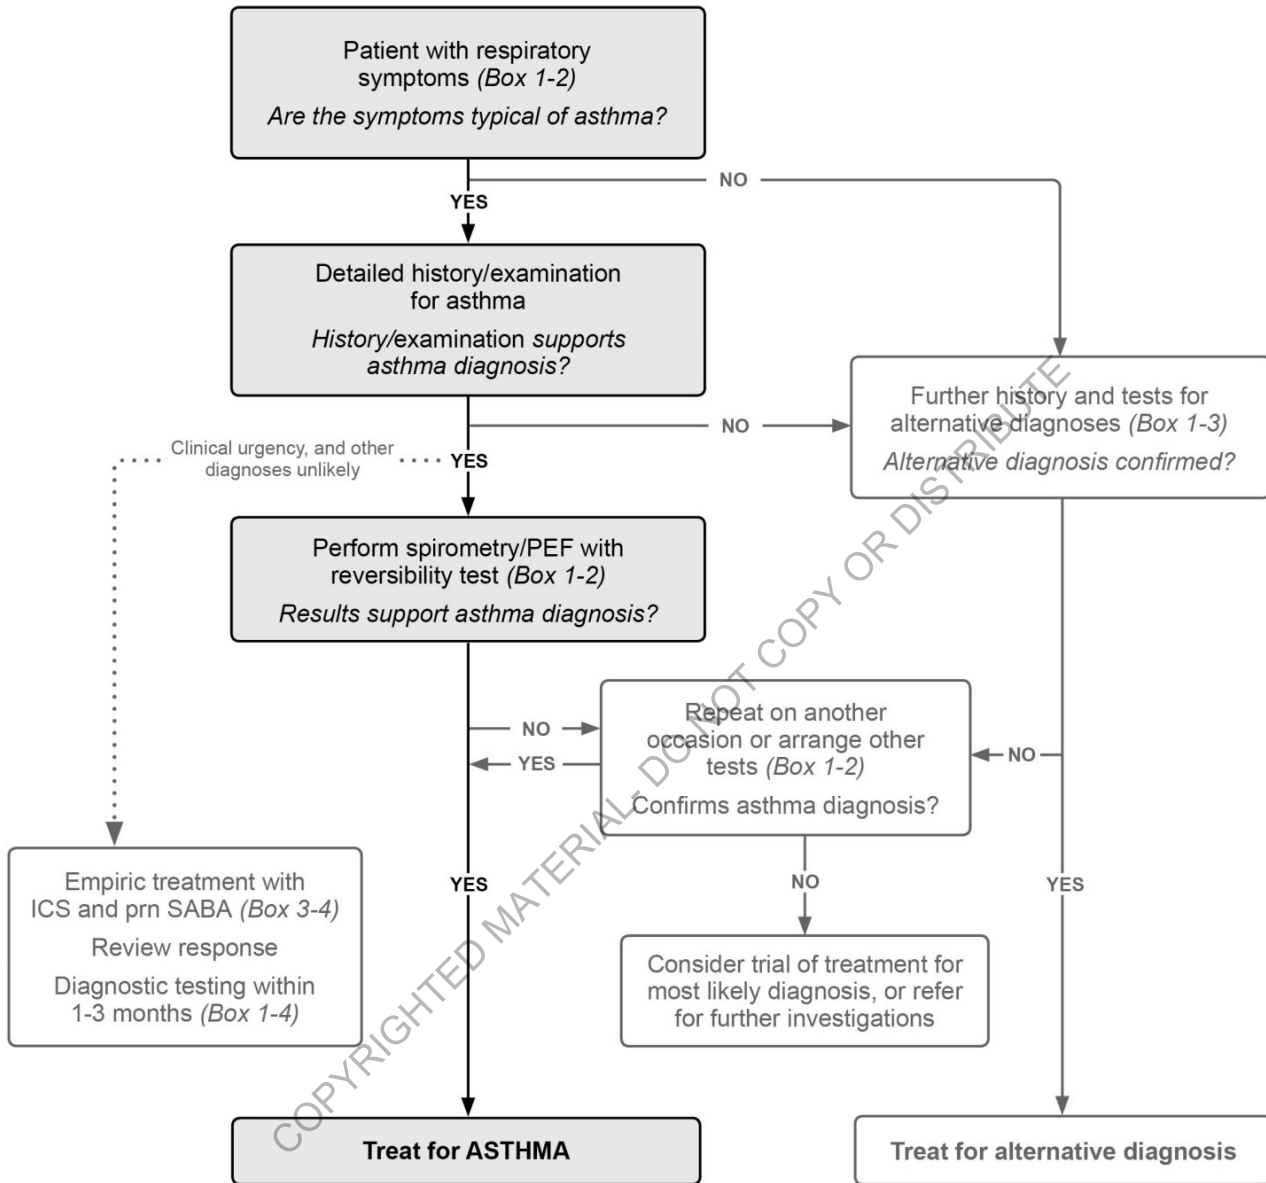 Patient with respiratory
symptoms (Box 1-2)
Are the symptoms typical of asthma?
NO
YES
Detailed history/examination
for asthma
History/examination supports
asthma diagnosis?
Further history and tests for
alternative diagnoses (Box 1-3)
Alternative diagnosis confirmed?
NO
Clinical urgency, and other
diagnoses unlikely
YES
Perform spirometry/PEF with
reversibility test (Box 1-2)
Results support asthma diagnosis?
Repeat on another
occasion or arrange other
tests (Box 1-2)
Confirms asthma diagnosis?
NO
YES
NO
Empiric treatment with
ICS and prn SABA (Box 3-4)
Review response
Diagnostic testing within
1-3 months (Box 1-4)
YES
NO
YES
Consider trial of treatment for
most likely diagnosis, or refer
for further investigations
Treat for ASTHMA
Treat for alternative diagnosis
COPYRIGHTED MATERIAL- DO NOT COPY OR DISTRIBUTE